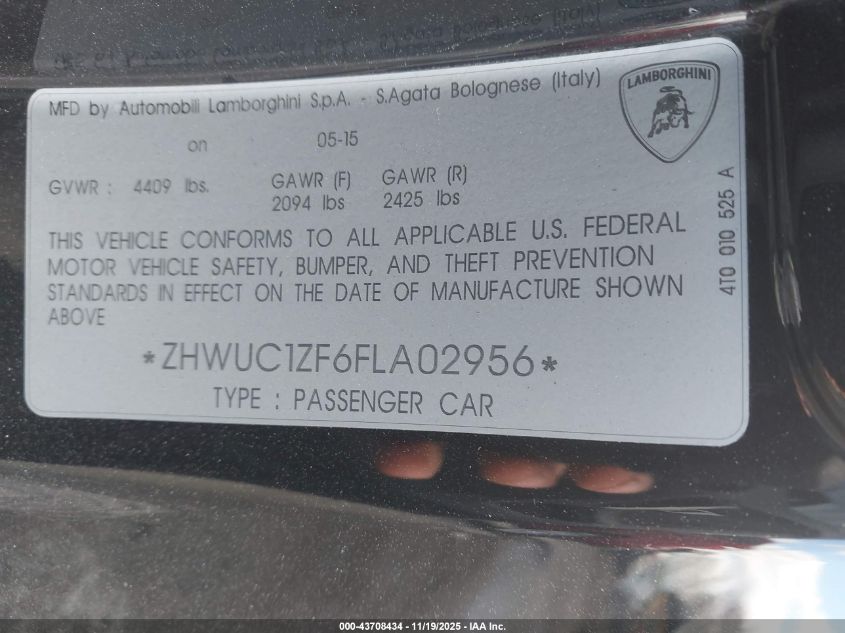 MFD by Automobili Lamborghini S.p.A. - S.Agata Bolognese (Italy)
LAMBORGHINI
on 05-15
GVWR : 4409 lbs. GAWR (F) GAWR (R)
2094 lbs 2425 lbs
THIS VEHICLE CONFORMS TO ALL APPLICABLE U.S. FEDERAL
MOTOR VEHICLE SAFETY, BUMPER, AND THEFT PREVENTION
STANDARDS IN EFFECT ON THE DATE OF MANUFACTURE SHOWN
ABOVE
*ZHWUC1ZF6FLA02956*
TYPE : PASSENGER CAR
4T0 010 525 A
000-43708434 - 11/19/2025 - IAA Inc.